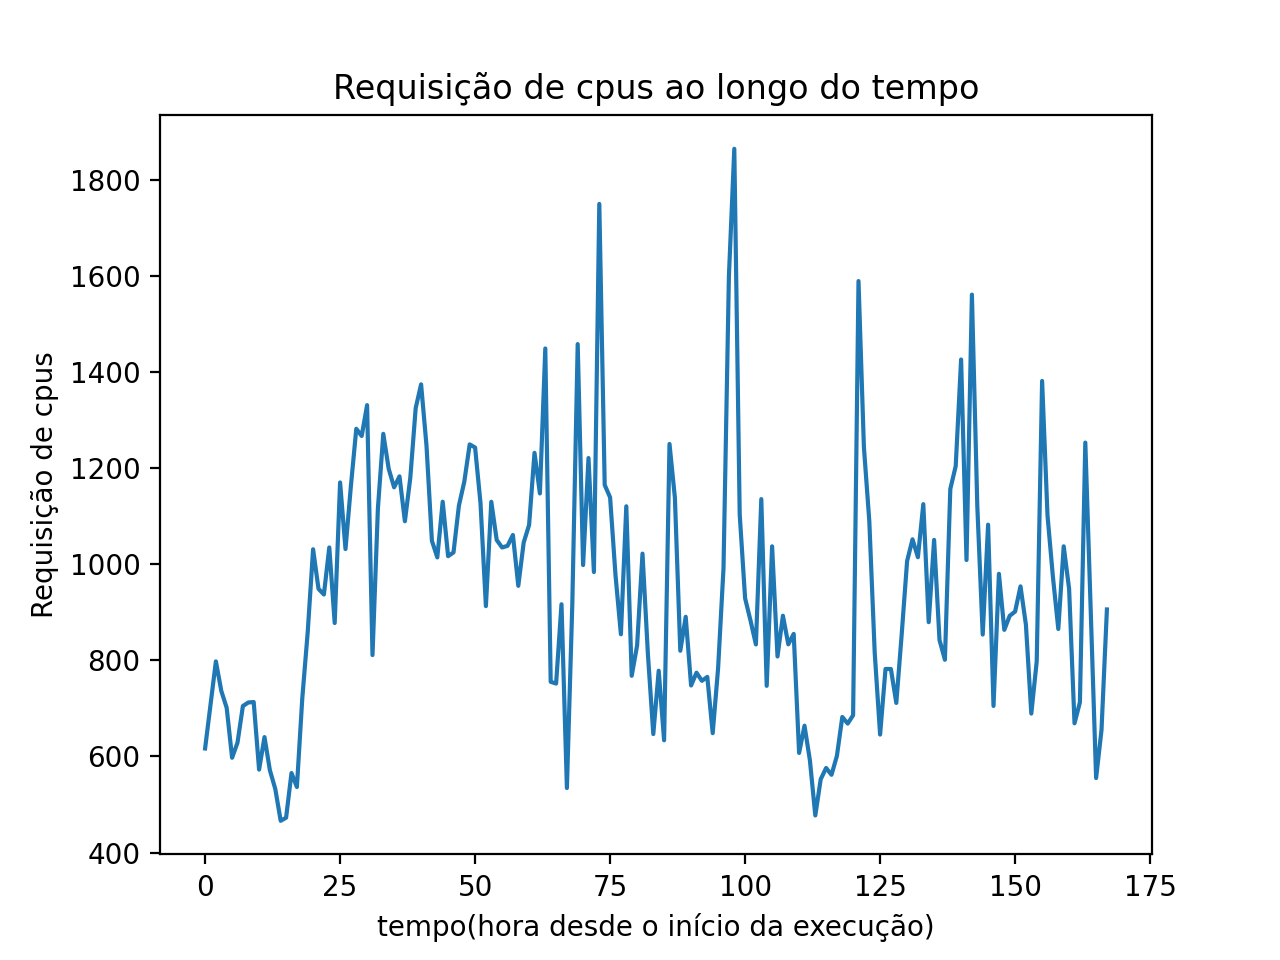 Requisição de cpus ao longo do tempo
1800
1600
1400
1200
1000
800
600
400
Requisição de cpus
0 25 50 75 100 125 150 175
tempo(hora desde o início da execução)